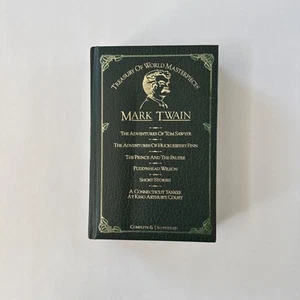 TREASURY OF WORLD MASTERPIECES
MARK TWAIN
THE ADVENTURES OF TOM SAWYER
THE ADVENTURES OF HUCKLEBERRY FINN
THE PRINCE AND THE PAUPER
PUDD'NHEAD WILSON
SHORT STORIES
A CONNECTICUT YANKEE
AT KING ARTHUR'S COURT
COMPLETE & UNABRIDGED